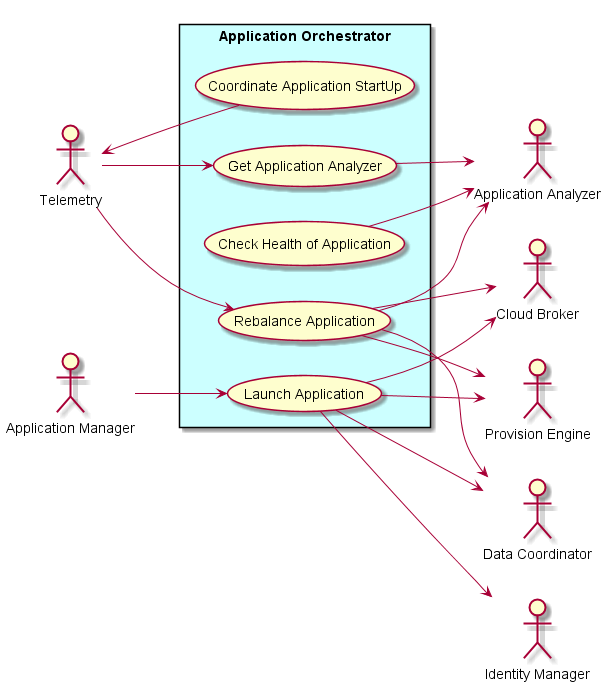 Application Orchestrator
Coordinate Application StartUp
Telemetry
Get Application Analyzer
Application Analyzer
Check Health of Application
Rebalance Application
Cloud Broker
Application Manager
Launch Application
Provision Engine
Data Coordinator
Identity Manager